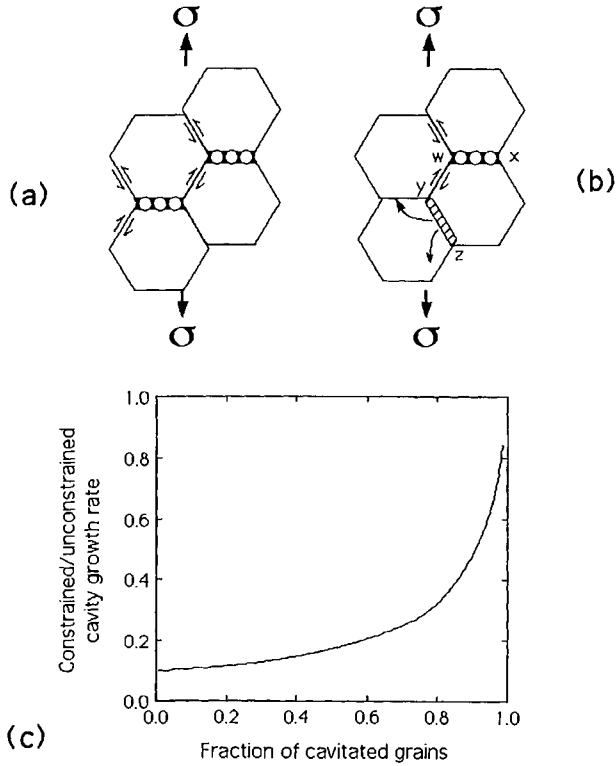 σ σ
(a) (b)
w x
y
z
σ σ
Constrained/unconstrained
cavity growth rate
1.0
0.8
0.6
0.4
0.2
0.0
0.0 0.2 0.4 0.6 0.8 1.0
(c)
Fraction of cavitated grains